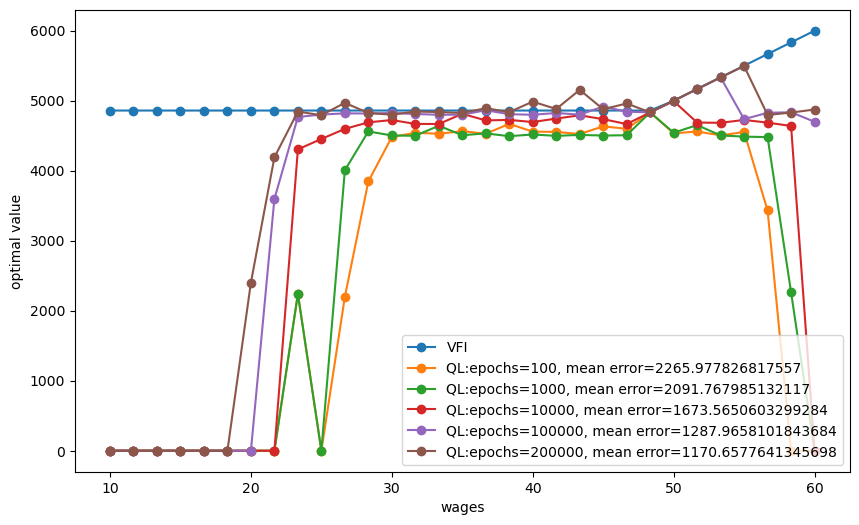 6000
5000
4000
3000
2000
1000
0
optimal value
10
20
30
40
50
60
wages
VFI
QL:epochs=100, mean error=2265.977826817557
QL:epochs=1000, mean error=2091.767985132117
QL:epochs=10000, mean error=1673.5650603299284
QL:epochs=100000, mean error=1287.9658101843684
QL:epochs=200000, mean error=1170.6577641345698